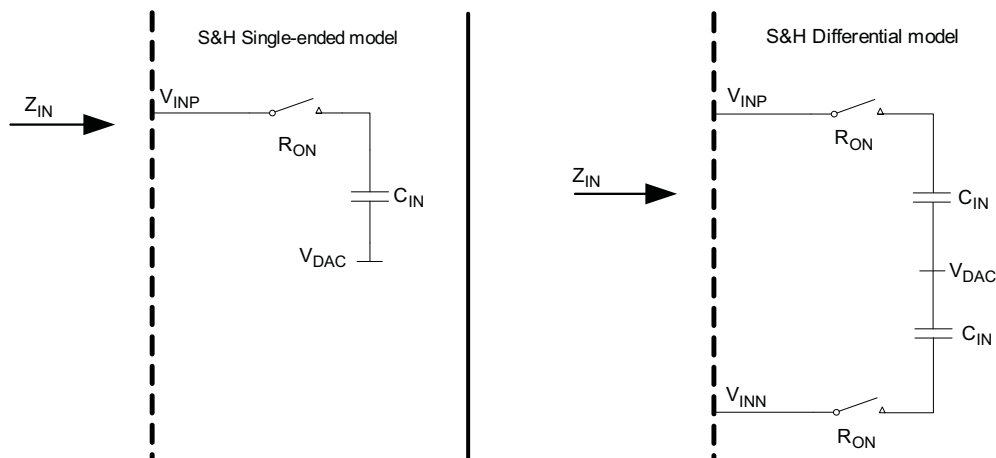 S&H Single-ended model
Z_IN
V_INP
R_ON
C_IN
V_DAC
S&H Differential model
Z_IN
V_INP
R_ON
C_IN
V_DAC
C_IN
V_INN
R_ON